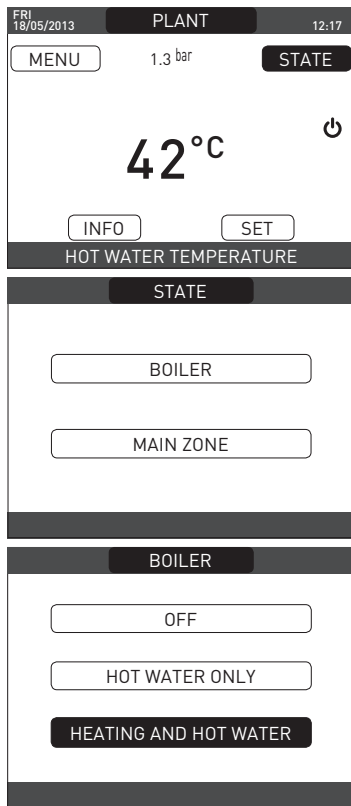 FRI
18/05/2013 PLANT 12:17
MENU 1.3 bar STATE
42°C
INFO SET
HOT WATER TEMPERATURE
STATE
BOILER
MAIN ZONE
BOILER
OFF
HOT WATER ONLY
HEATING AND HOT WATER